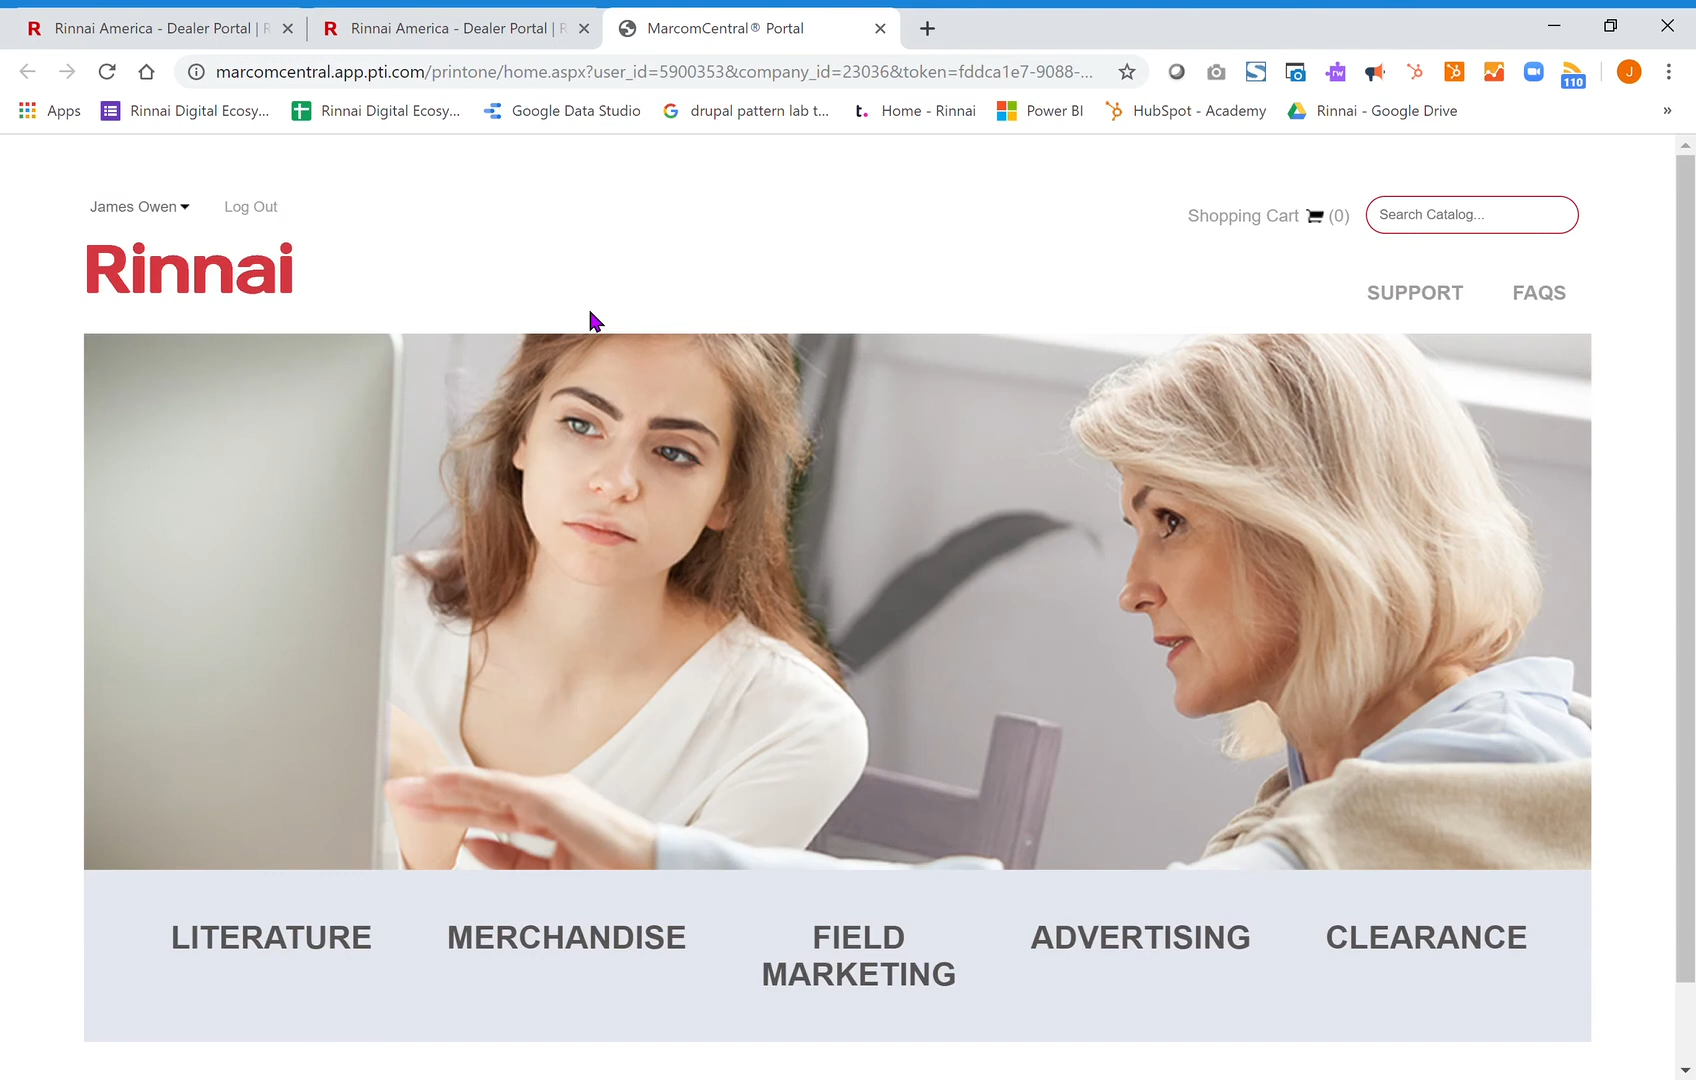 Rinnai America - Dealer Portal | R
Rinnai America - Dealer Portal | R
MarcomCentral® Portal
marcomcentral.app.pti.com/printone/home.aspx?user_id=5900353&company_id=23036&token=fddca1e7-9088-...
S
rw
110
J
Apps
Rinnai Digital Ecosy...
Rinnai Digital Ecosy...
Google Data Studio
drupal pattern lab t...
t.
Home - Rinnai
Power BI
HubSpot - Academy
Rinnai - Google Drive
»
James Owen
Log Out
Shopping Cart (0)
Search Catalog...
Rinnai
SUPPORT
FAQS
LITERATURE
MERCHANDISE
FIELD
MARKETING
ADVERTISING
CLEARANCE